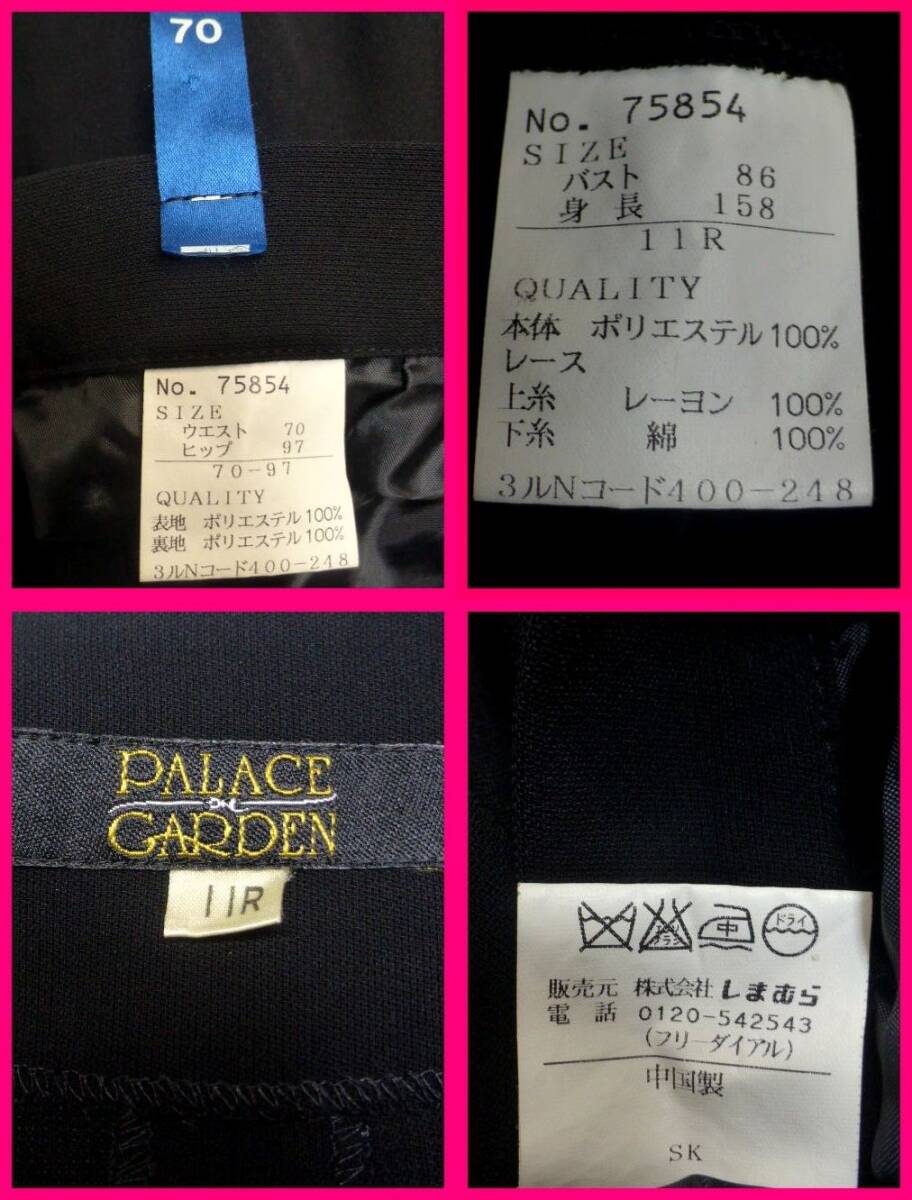 70
No. 75854
SIZE
ウエスト 70
ヒップ 97
70-97
QUALITY
表地 ポリエステル100%
裏地 ポリエステル100%
3ルNコード400-248
No. 75854
SIZE
バスト 86
身長 158
11R
QUALITY
本体 ポリエステル100%
レース
上糸 レーヨン 100%
下糸 綿 100%
3ルNコード400-248
PALACE
GARDEN
11R
中 ドライ
販売元 株式会社 しまむら
電話 0120-542543
(フリーダイアル)
中国製
SK